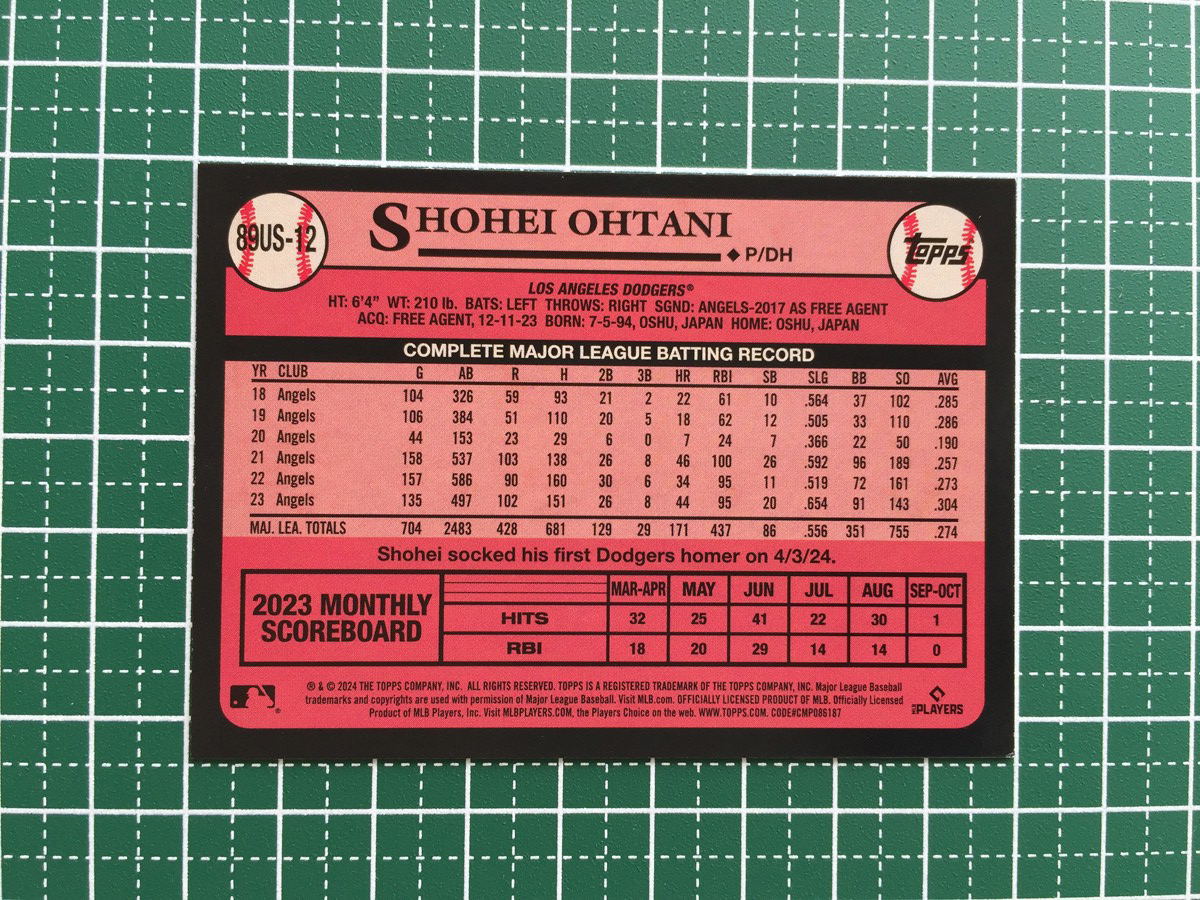 89US-12
SHOHEI OHTANI
P/DH
Topps
LOS ANGELES DODGERS®
HT: 6'4" WT: 210 lb. BATS: LEFT THROWS: RIGHT SGND: ANGELS-2017 AS FREE AGENT
ACQ: FREE AGENT, 12-11-23 BORN: 7-5-94, OSHU, JAPAN HOME: OSHU, JAPAN
COMPLETE MAJOR LEAGUE BATTING RECORD
YR CLUB G AB R H 2B 3B HR RBI SB SLG BB SO AVG
18 Angels 104 326 59 93 21 2 22 61 10 .564 37 102 .285
19 Angels 106 384 51 110 20 5 18 62 12 .505 33 110 .286
20 Angels 44 153 23 29 6 0 7 24 7 .366 22 50 .190
21 Angels 158 537 103 138 26 8 46 100 26 .592 96 189 .257
22 Angels 157 586 90 160 30 6 34 95 11 .519 72 161 .273
23 Angels 135 497 102 151 26 8 44 95 20 .654 91 143 .304
MAJ. LEA. TOTALS 704 2483 428 681 129 29 171 437 86 .556 351 755 .274
Shohei socked his first Dodgers homer on 4/3/24.
2023 MONTHLY
SCOREBOARD
MAR-APR MAY JUN JUL AUG SEP-OCT
HITS 32 25 41 22 30 1
RBI 18 20 29 14 14 0
® & © 2024 THE TOPPS COMPANY, INC. ALL RIGHTS RESERVED. TOPPS IS A REGISTERED TRADEMARK OF THE TOPPS COMPANY, INC. Major League Baseball
trademarks and copyrights are used with permission of Major League Baseball. Visit MLB.com. OFFICIALLY LICENSED PRODUCT OF MLB. Officially Licensed
Product of MLB Players, Inc. Visit MLBPLAYERS.COM, the Players Choice on the web. WWW.TOPPS.COM. CODE#CMP086187
MLB PLAYERS